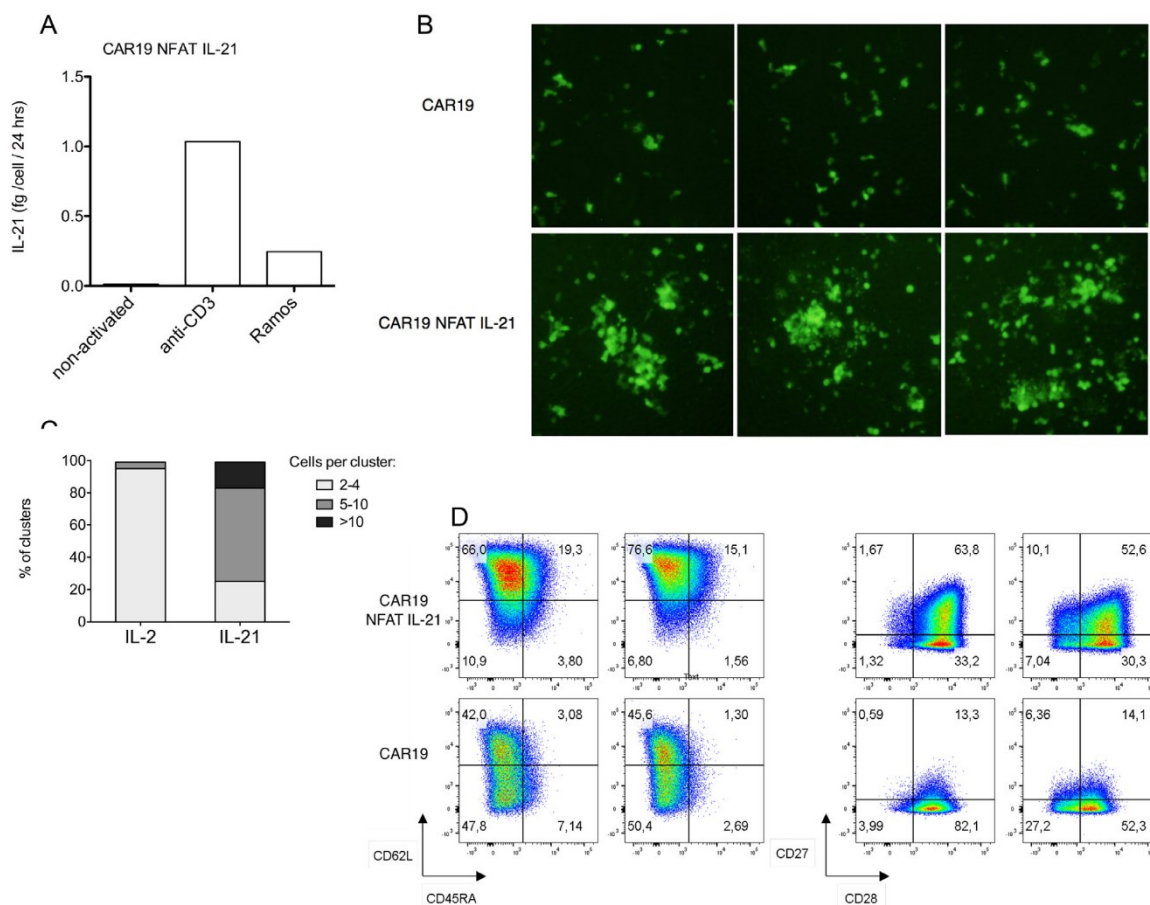 A
CAR19 NFAT IL-21
IL-21 (fg /cell / 24 hrs)
1.5
1.0
0.5
0.0
non-activated
anti-CD3
Ramos
B
CAR19
CAR19 NFAT IL-21
% of clusters
100
80
60
40
20
0
IL-2
IL-21
Cells per cluster:
2-4
5-10
>10
D
CAR19
NFAT IL-21
66,0 19,3
10,9 3,80
76,6 15,1
6,80 1,56
Text
1,67 63,8
1,32 33,2
10,1 52,6
7,04 30,3
CAR19
42,0 3,08
47,8 7,14
45,6 1,30
50,4 2,69
0,59 13,3
3,99 82,1
6,36 14,1
27,2 52,3
CD62L
CD45RA
CD27
CD28